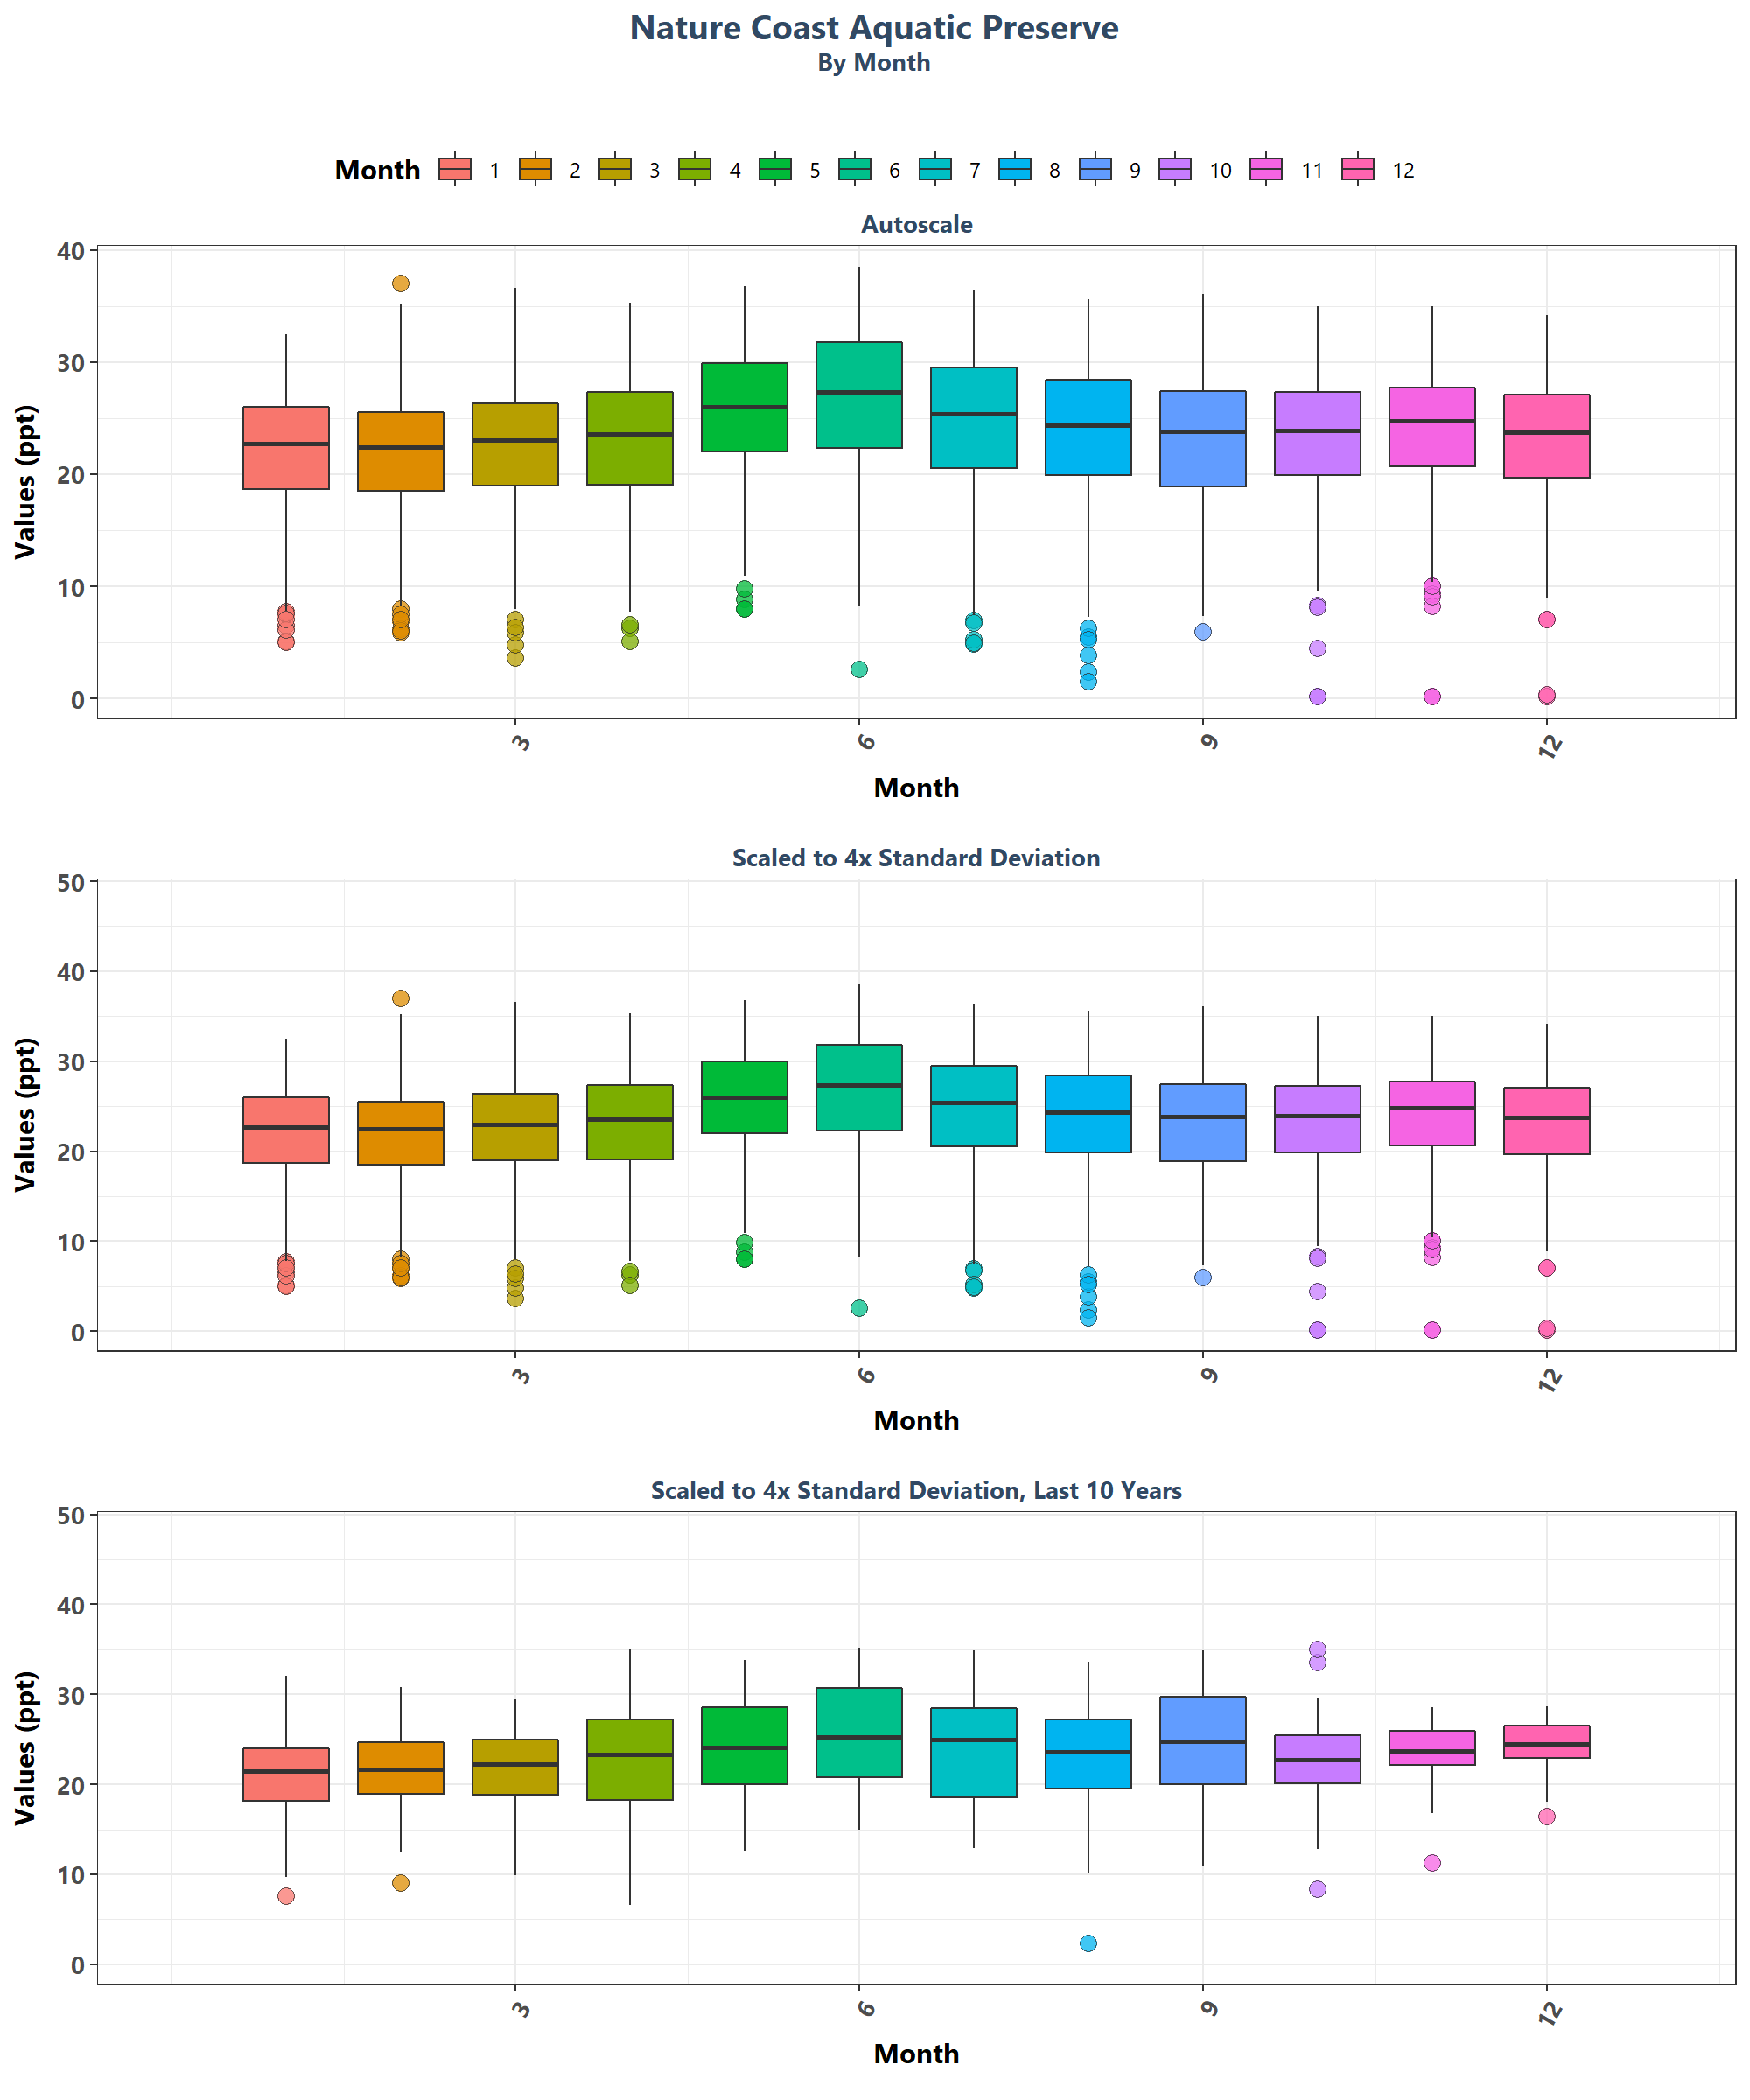 Nature Coast Aquatic Preserve
By Month
Month 1 2 3 4 5 6 7 8 9 10 11 12
Autoscale
40
30
20
10
0
Values (ppt)
3 6 9 12
Month
Scaled to 4x Standard Deviation
50
40
30
20
10
0
Values (ppt)
3 6 9 12
Month
Scaled to 4x Standard Deviation, Last 10 Years
50
40
30
20
10
0
Values (ppt)
3 6 9 12
Month